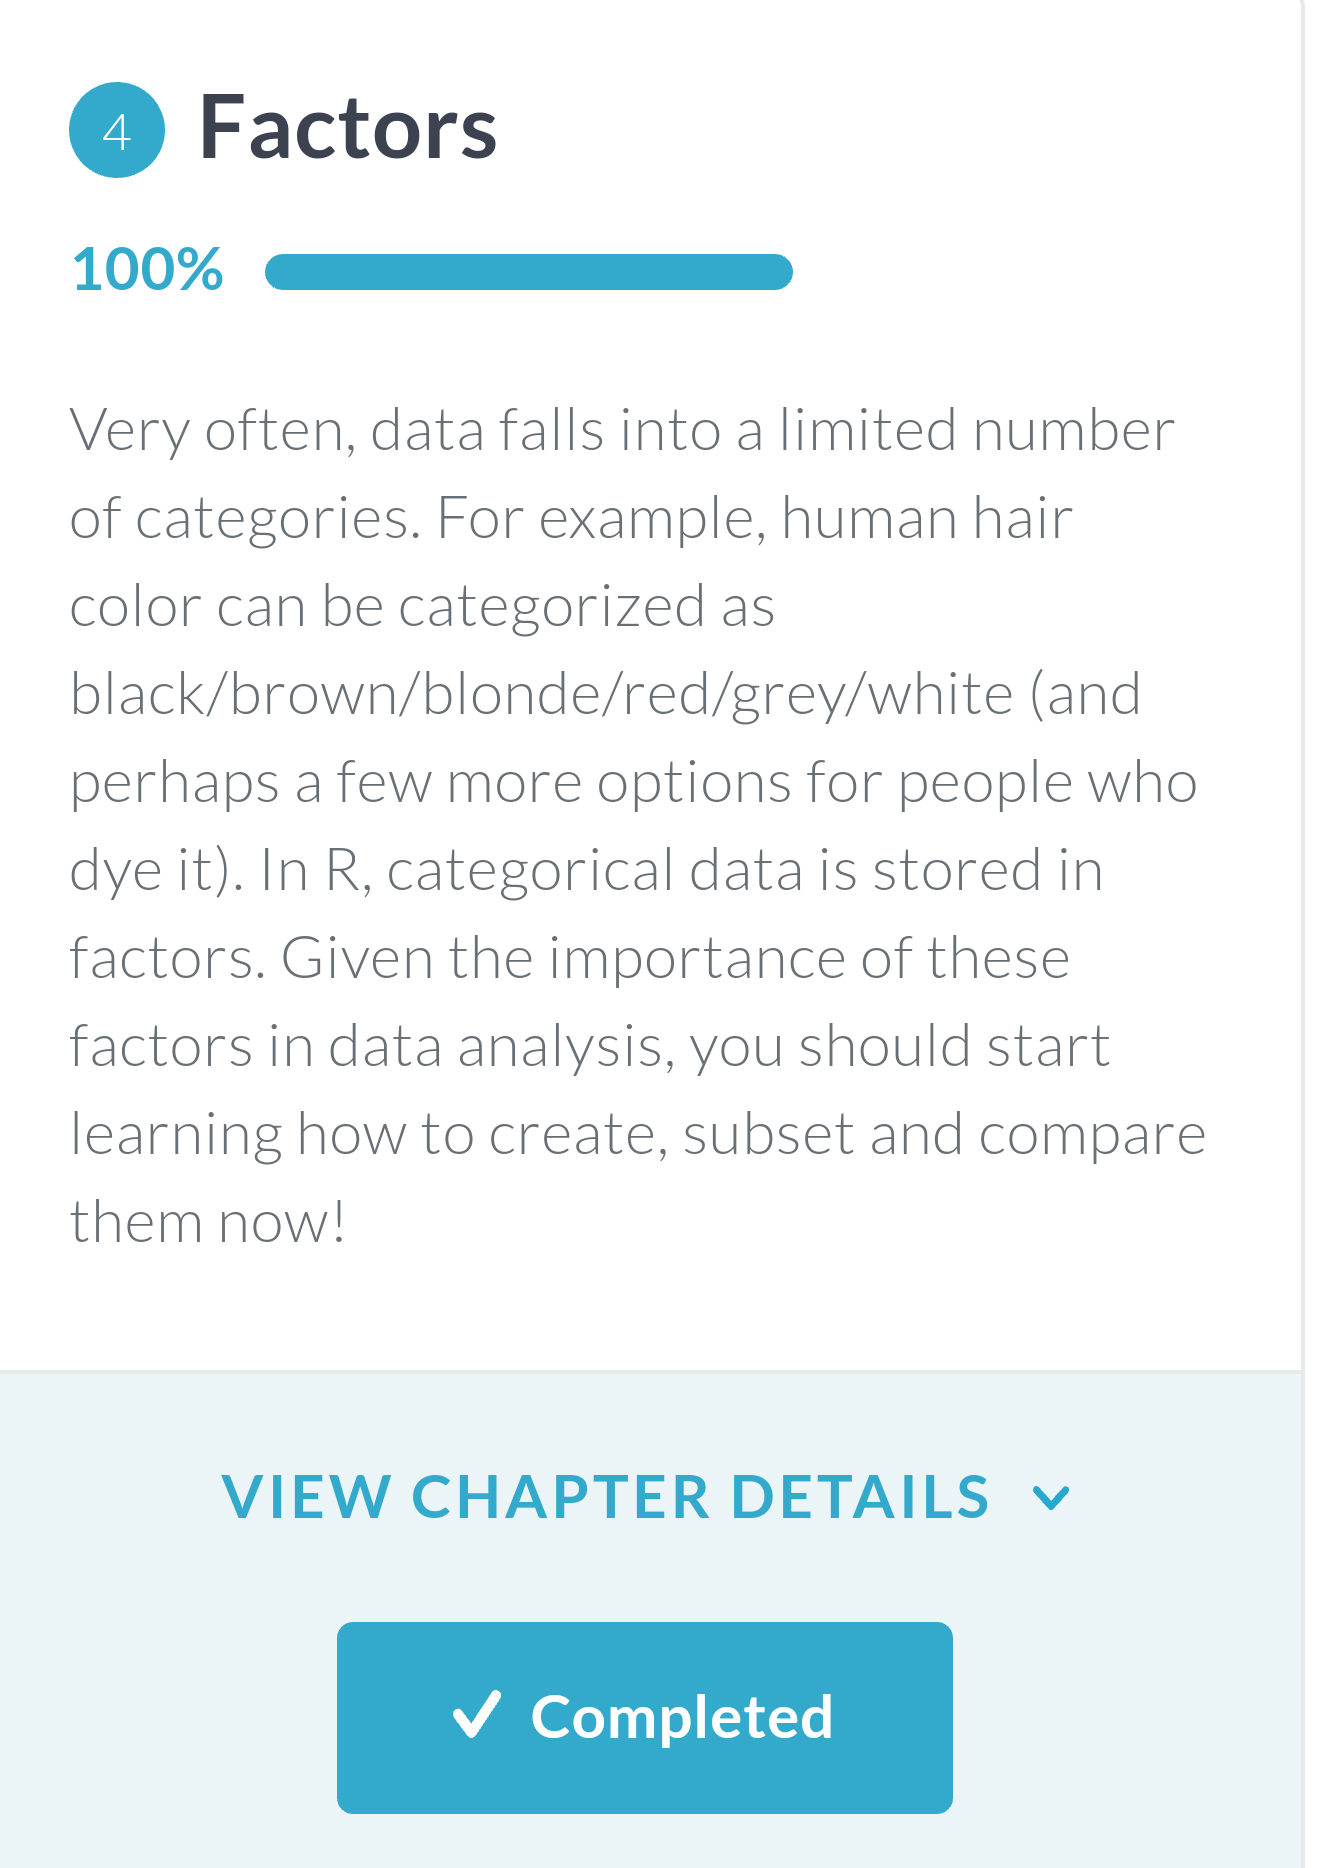 4 Factors
100%
Very often, data falls into a limited number
of categories. For example, human hair
color can be categorized as
black/brown/blonde/red/grey/white (and
perhaps a few more options for people who
dye it). In R, categorical data is stored in
factors. Given the importance of these
factors in data analysis, you should start
learning how to create, subset and compare
them now!
VIEW CHAPTER DETAILS
Completed